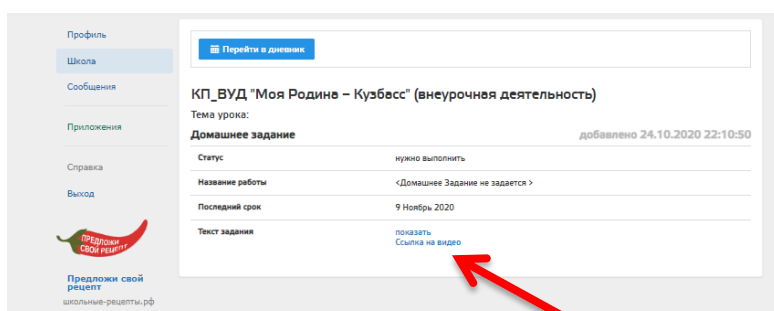 Профиль
Школа
Сообщения
Приложения
Справка
Выход
ПРЕДЛОЖИ
СВОЙ РЕЦЕПТ
Предложи свой
рецепт
школьные-рецепты.рф
Перейти в дневник
КП_ВУД "Моя Родина – Кузбасс" (внеурочная деятельность)
Тема урока:
Домашнее задание добавлено 24.10.2020 22:10:50
Статус нужно выполнить
Название работы <Домашнее Задание не задается >
Последний срок 9 Ноябрь 2020
Текст задания показать
Ссылка на видео